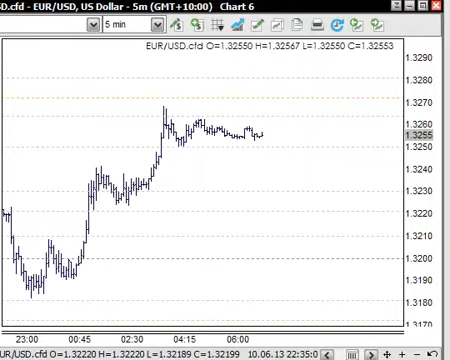 D.cfd - EUR/USD, US Dollar - 5m (GMT+10:00) Chart 6
5 min
EUR/USD.cfd O=1.32550 H=1.32567 L=1.32550 C=1.32553
1.3290
1.3280
1.3270
1.3260
1.3255
1.3250
1.3240
1.3230
1.3220
1.3210
1.3200
1.3190
1.3180
1.3170
23:00 00:45 02:30 04:15 06:00
UR/USD.cfd O=1.32220 H=1.32220 L=1.32189 C=1.32199 10.06.13 22:35:0